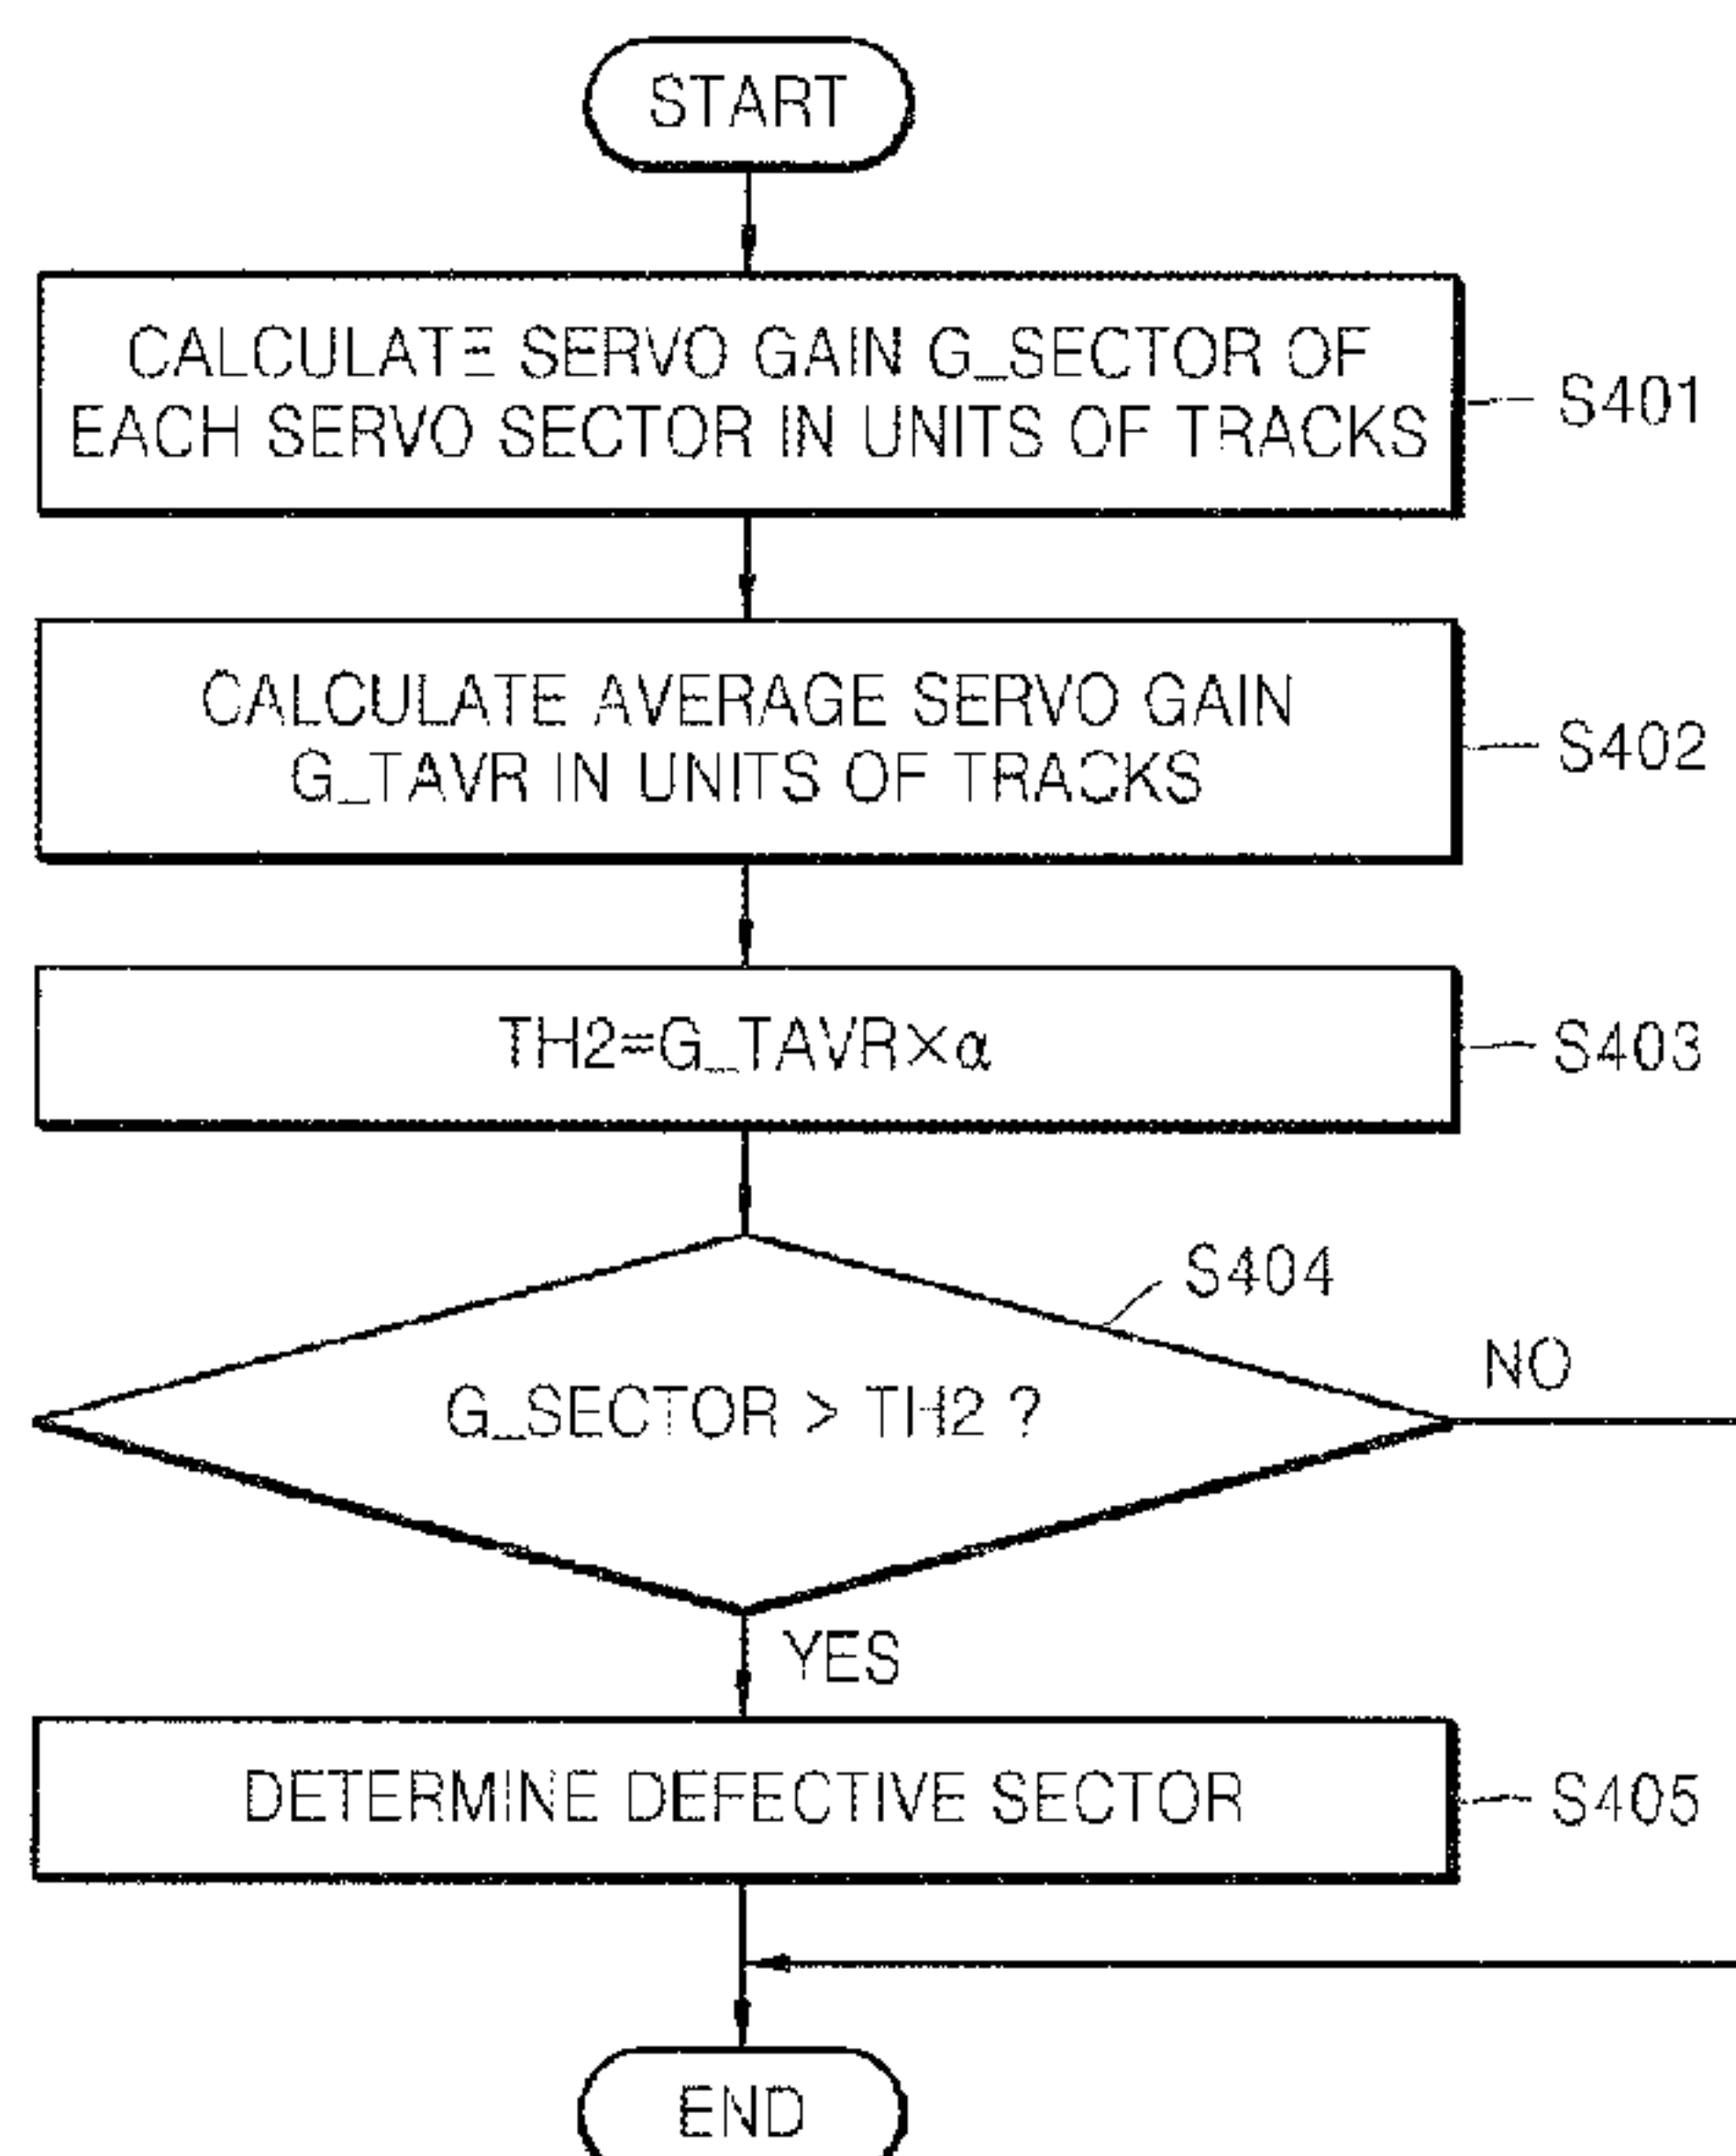 START
CALCULATE SERVO GAIN G_SECTOR OF
EACH SERVO SECTOR IN UNITS OF TRACKS
S401
CALCULATE AVERAGE SERVO GAIN
G_TAVR IN UNITS OF TRACKS
S402
TH2=G_TAVR×α
S403
S404
NO
G_SECTOR > TH2 ?
YES
DETERMINE DEFECTIVE SECTOR
S405
END